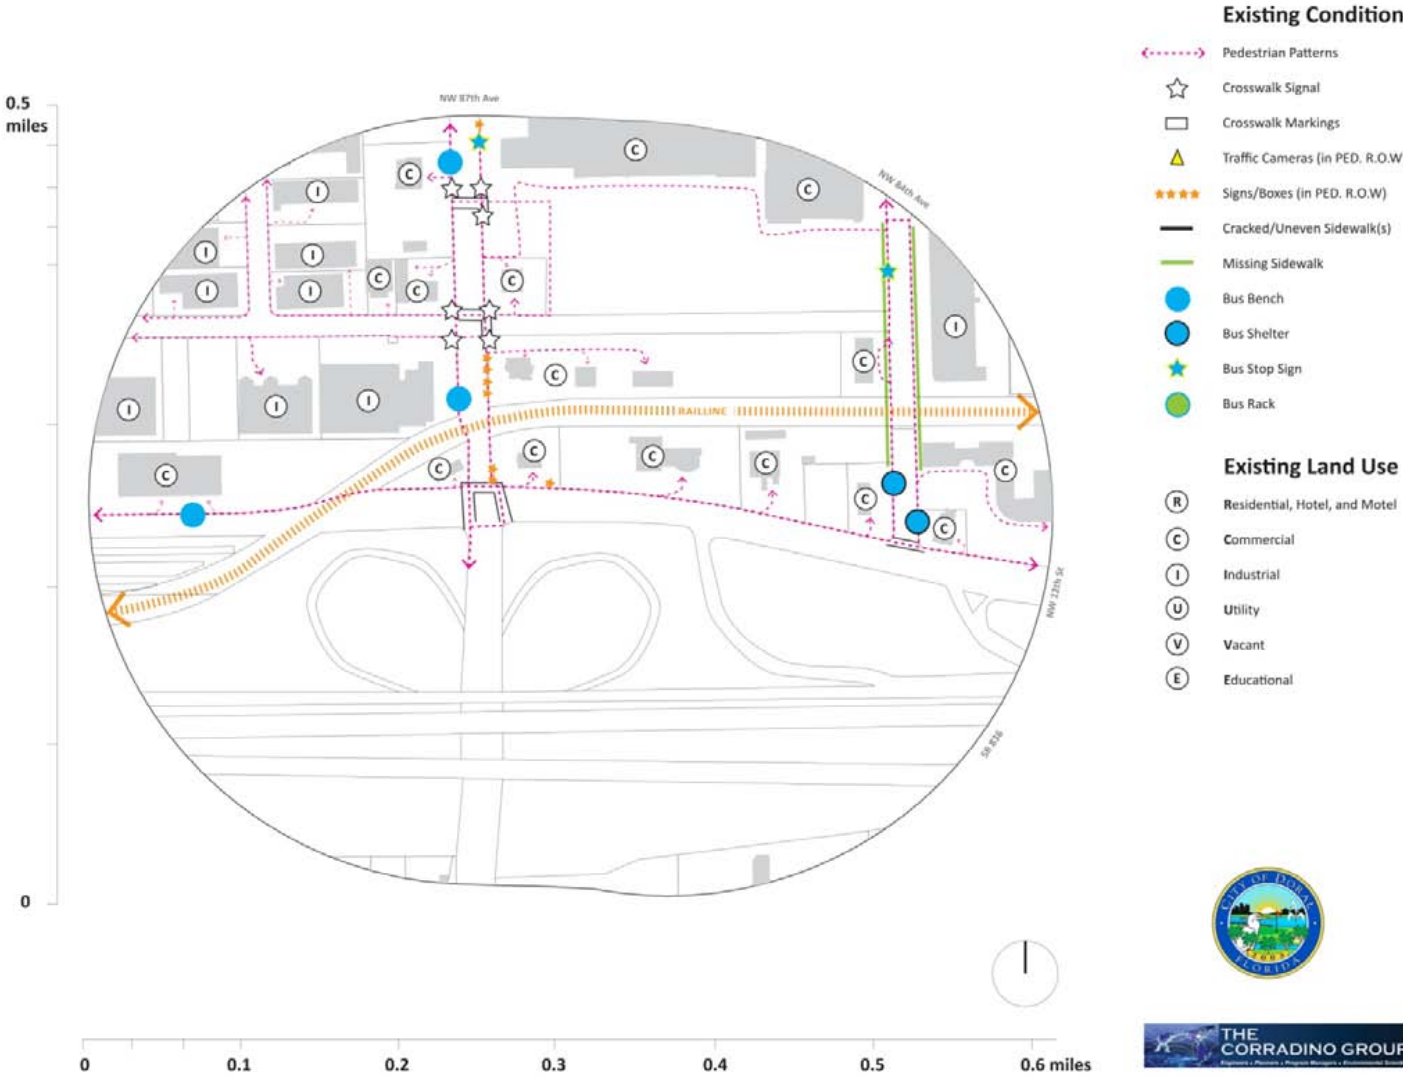 Existing Condition
Pedestrian Patterns
Crosswalk Signal
Crosswalk Markings
Traffic Cameras (in PED. R.O.W
Signs/Boxes (in PED. R.O.W)
Cracked/Uneven Sidewalk(s)
Missing Sidewalk
Bus Bench
Bus Shelter
Bus Stop Sign
Bus Rack
Existing Land Use
R Residential, Hotel, and Motel
C Commercial
I Industrial
U Utility
V Vacant
E Educational
0.5
miles
0
NW 87th Ave
NW 84th Ave
C
C
C
I
I
I
I
I
C
C
C
I
C
C
I
I
I
RAILLINE
C
C
C
C
C
C
C
C
NW 12th St
SR 836
0
0.1
0.2
0.3
0.4
0.5
0.6 miles
CITY OF DORAL
2003
FLORIDA
THE
CORRADINO GROUP